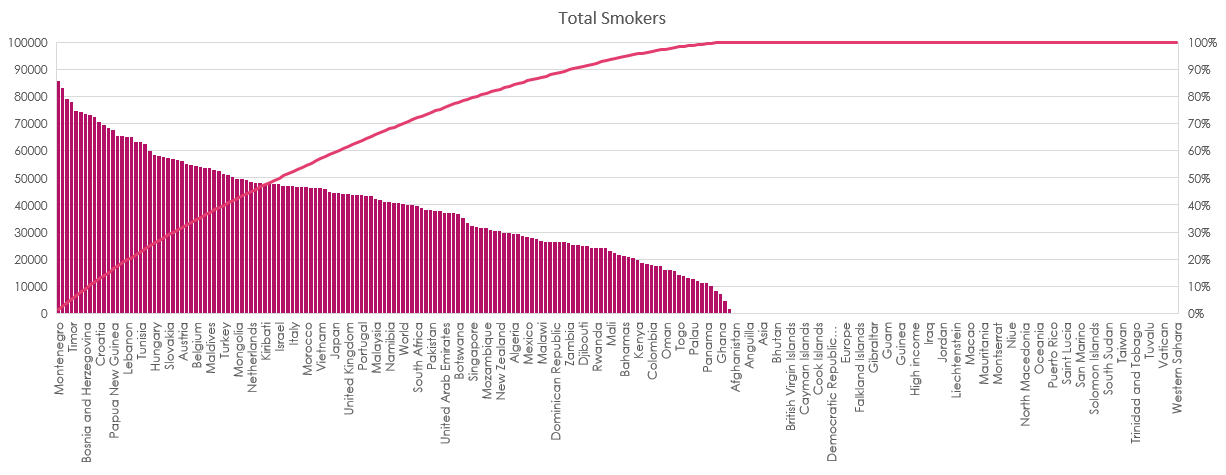 Total Smokers
100000
90000
80000
70000
60000
50000
40000
30000
20000
10000
0
100%
90%
80%
70%
60%
50%
40%
30%
20%
10%
0%
Montenegro
Timor
Bosnia and Herzegovina
Croatia
Papua New Guinea
Lebanon
Tunisia
Hungary
Slovakia
Austria
Belgium
Maldives
Turkey
Mongolia
Netherlands
Kiribati
Israel
Italy
Morocco
Vietnam
Japan
United Kingdom
Portugal
Malaysia
Namibia
World
South Africa
Pakistan
United Arab Emirates
Botswana
Singapore
Mozambique
New Zealand
Algeria
Mexico
Malawi
Dominican Republic
Zambia
Djibouti
Rwanda
Mali
Bahamas
Kenya
Colombia
Oman
Togo
Palau
Panama
Ghana
Afghanistan
Anguilla
Asia
Bhutan
British Virgin Islands
Cayman Islands
Cook Islands
Democratic Republic…
Europe
Falkland Islands
Gibraltar
Guam
Guinea
High income
Iraq
Jordan
Liechtenstein
Macao
Mauritania
Montserrat
Niue
North Macedonia
Oceania
Puerto Rico
Saint Lucia
San Marino
Solomon Islands
South Sudan
Taiwan
Trinidad and Tobago
Tuvalu
Vatican
Western Sahara